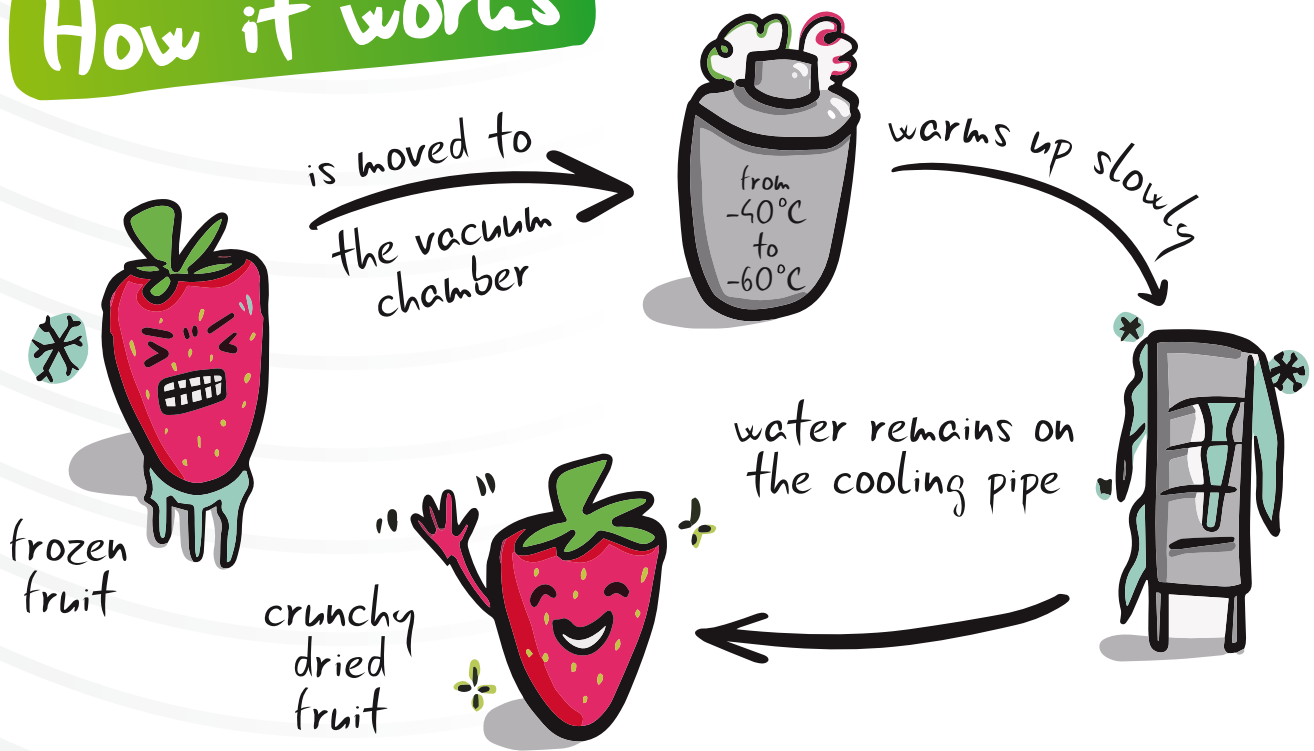 How it works
is moved to
the vacuum
chamber
from
-40°C
to
-60°C
warms up slowly
water remains on
the cooling pipe
frozen
fruit
crunchy
dried
fruit